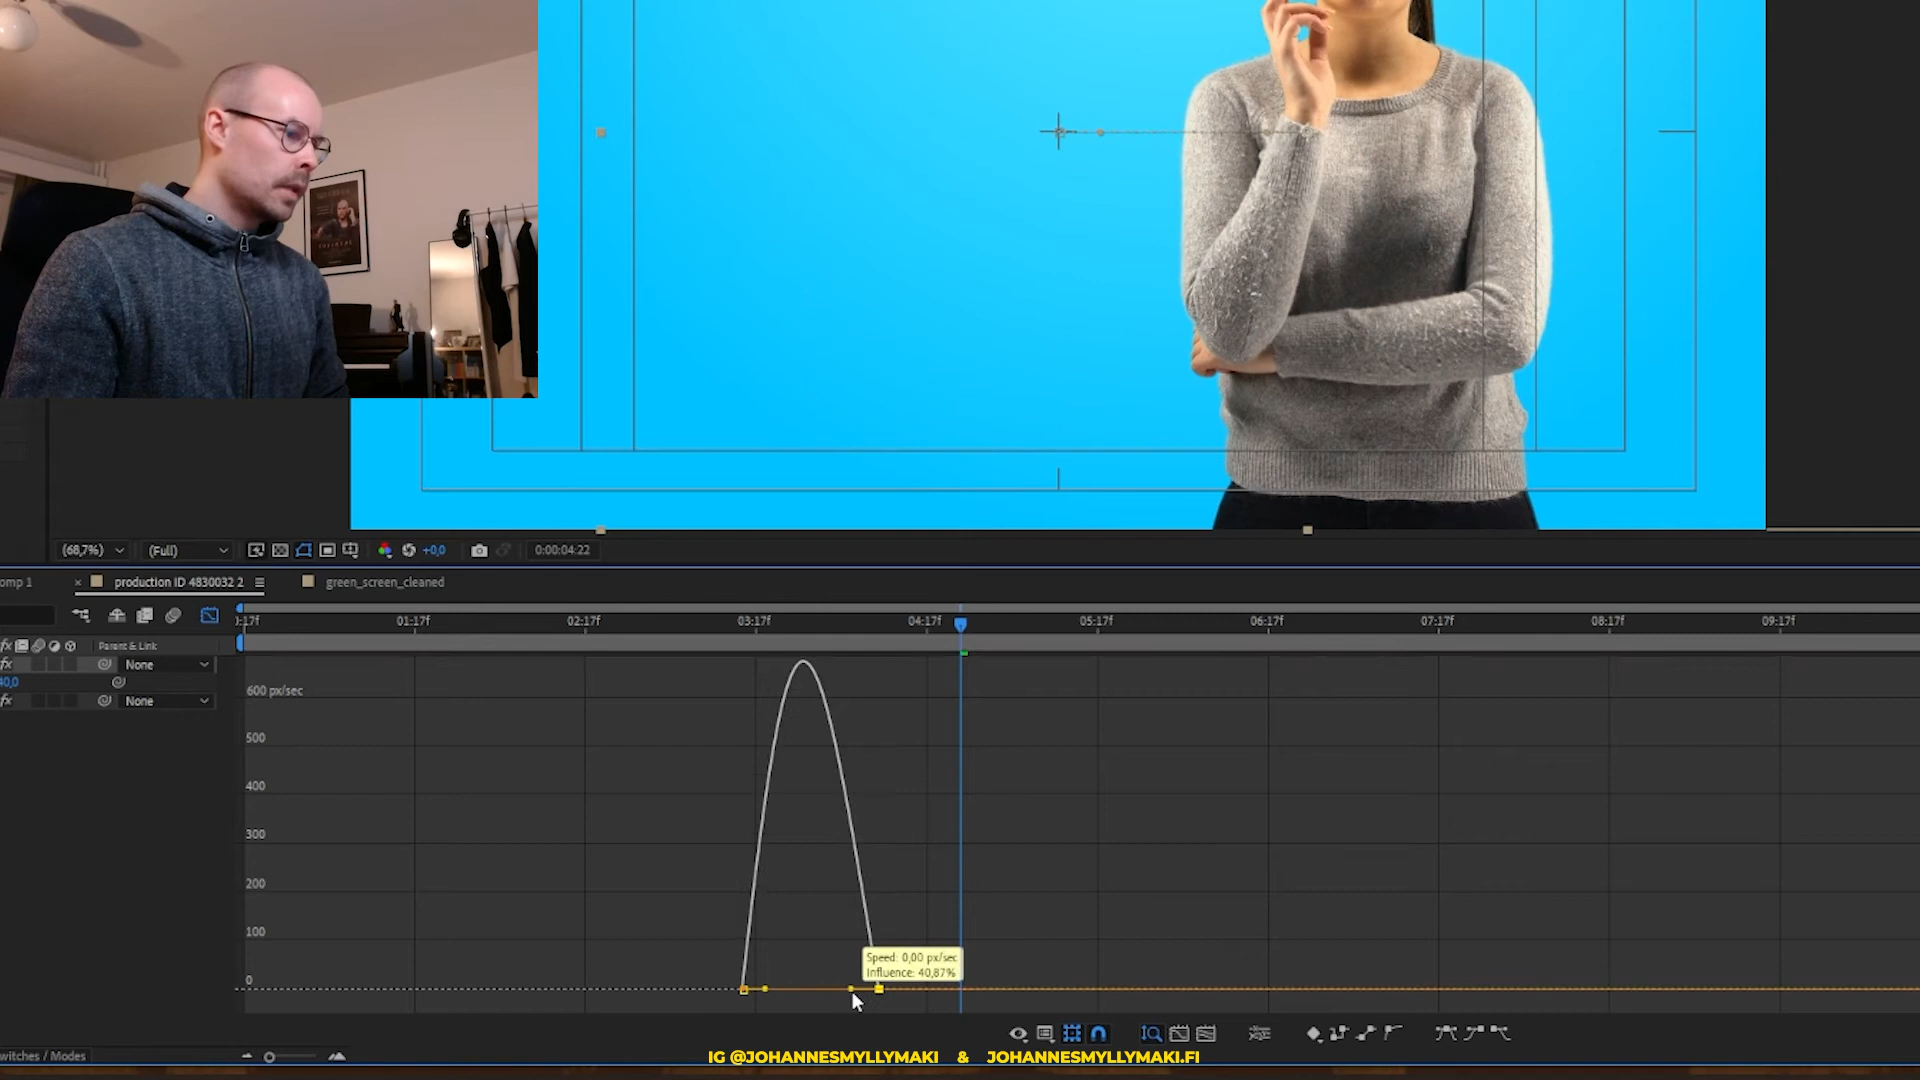 (68,7%)
(Full)
+0,0
0:00:04:22
omp 1
production ID 4830032 2
green_screen_cleaned
):17f
01:17f
02:17f
03:17f
04:17f
05:17f
06:17f
07:17f
08:17f
09:17f
fx
Parent & Link
fx
None
40,0
fx
None
600 px/sec
500
400
300
200
100
0
Speed: 0,00 px/sec
Influence: 40,87%
witches / Modes
IG @JOHANNESMYLLYMAKI & JOHANNESMYLLYMAKI.FI